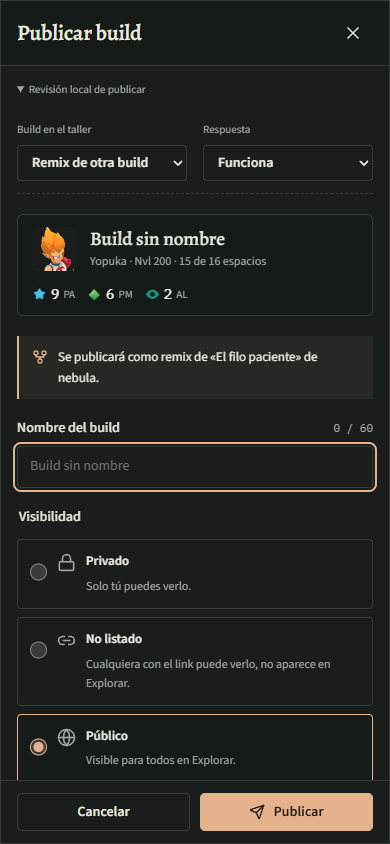 Publicar build
▼ Revisión local de publicar
Build en el taller
Respuesta
Remix de otra build
Funciona
Build sin nombre
Yopuka · Nvl 200 · 15 de 16 espacios
9 PA
6 PM
2 AL
Se publicará como remix de «El filo paciente» de
nebula.
Nombre del build
0 / 60
Build sin nombre
Visibilidad
Privado
Solo tú puedes verlo.
No listado
Cualquiera con el link puede verlo, no aparece en
Explorar.
Público
Visible para todos en Explorar.
Cancelar
Publicar